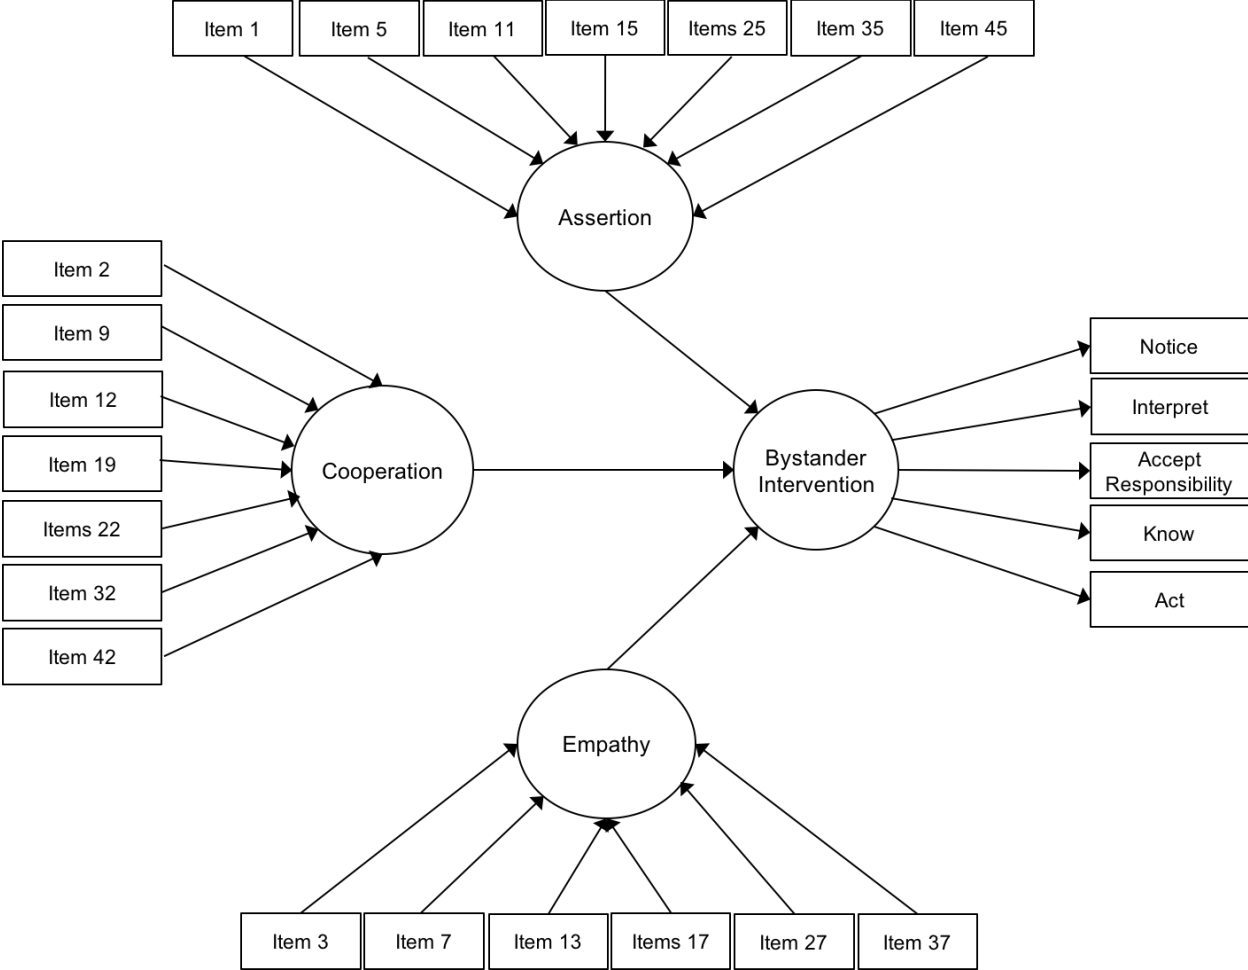 Item 1
Item 5
Item 11
Item 15
Items 25
Item 35
Item 45
Assertion
Item 2
Item 9
Item 12
Item 19
Items 22
Item 32
Item 42
Cooperation
Bystander
Intervention
Notice
Interpret
Accept
Responsibility
Know
Act
Empathy
Item 3
Item 7
Item 13
Items 17
Item 27
Item 37